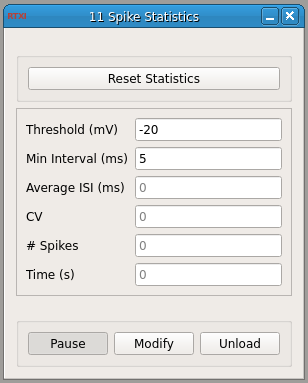 RTXI 11 Spike Statistics
Reset Statistics
Threshold (mV) -20
Min Interval (ms) 5
Average ISI (ms) 0
CV 0
# Spikes 0
Time (s) 0
Pause Modify Unload